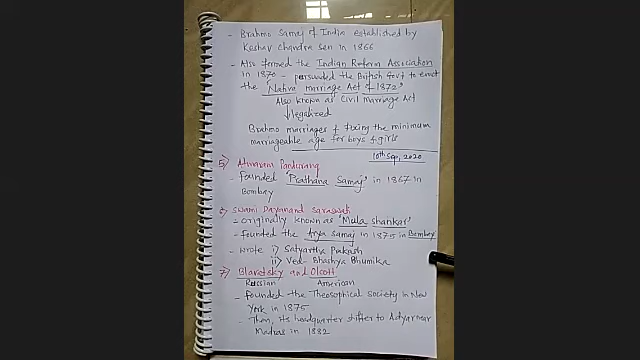 - Brahmo Samaj of India established by
Keshav Chandra Sen in 1866
- Also formed the Indian Reform Association
in 1870 - persuaded the British Govt to enact
the "Native marriage Act of 1872"
Also known as Civil Marriage Act
↓ legalized
Brahmo marriages & fixing the minimum
marriageable age for boys & girls
10th Sep, 2020
5) Atmaram Pandurang
- Founded 'Prathana Samaj' in 1867 in
Bombay
6) Swami Dayanand Saraswati
- Originally known as 'Mula Shankar'
- Founded the Arya Samaj in 1875 in Bombay
- Wrote i) Satyartha Prakash
ii) Ved-Bhashya Bhumika
7) Blavetsky and Olcott
Russian American
- Founded the Theosophical Society in New
York in 1875
- Then, its headquarter shifter to Adyar near
Madras in 1882